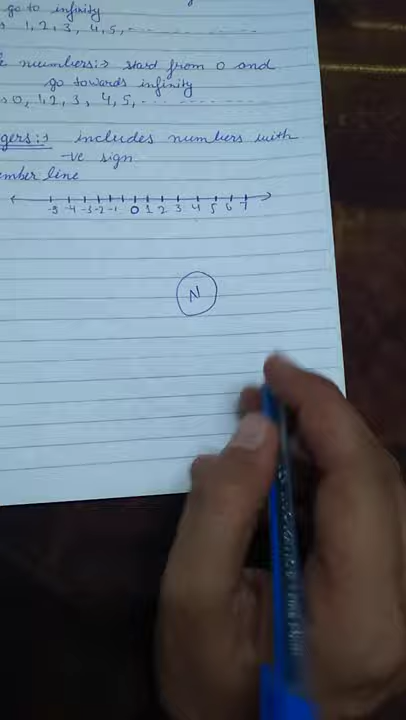 go to infinity
1, 2, 3, 4, 5, - - - - - - -
numbers :→ start from 0 and
go towards infinity
0, 1, 2, 3, 4, 5, - - - - - - - - -
gers :→ includes numbers with
-ve sign
mber line
-5 -4 -3 -2 -1 0 1 2 3 4 5 6 7
N